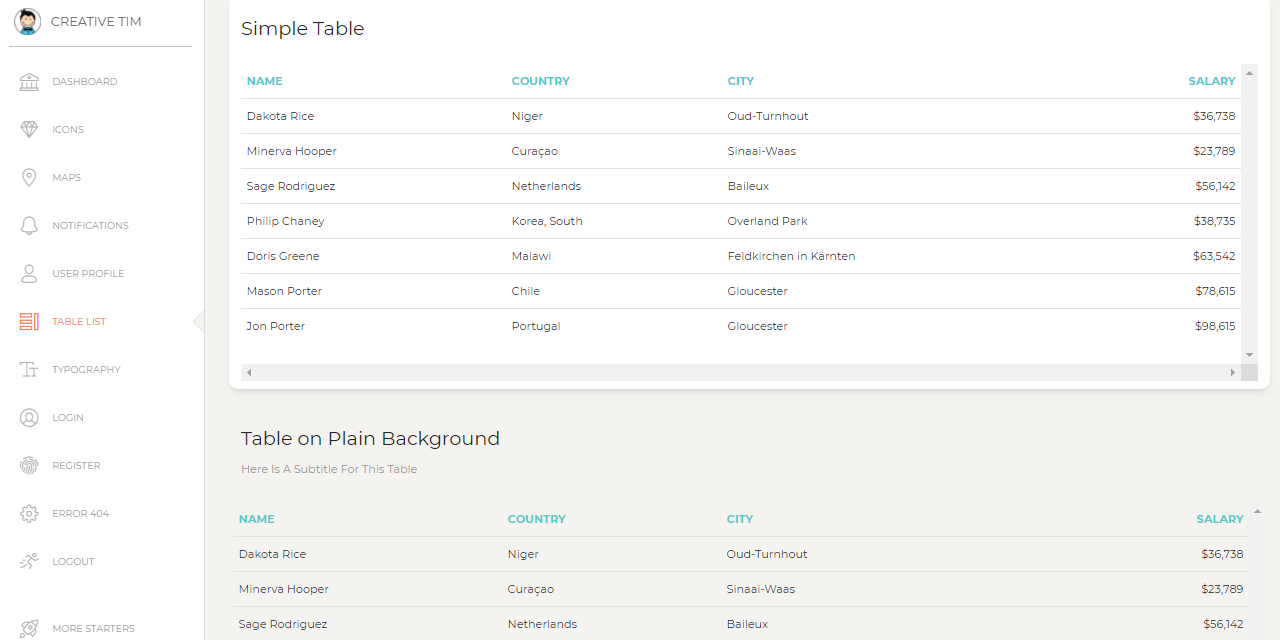 CREATIVE TIM
DASHBOARD
ICONS
MAPS
NOTIFICATIONS
USER PROFILE
TABLE LIST
TYPOGRAPHY
LOGIN
REGISTER
ERROR 404
LOGOUT
MORE STARTERS
Simple Table
NAME COUNTRY CITY SALARY
Dakota Rice Niger Oud-Turnhout $36,738
Minerva Hooper Curaçao Sinaai-Waas $23,789
Sage Rodriguez Netherlands Baileux $56,142
Philip Chaney Korea, South Overland Park $38,735
Doris Greene Malawi Feldkirchen in Kärnten $63,542
Mason Porter Chile Gloucester $78,615
Jon Porter Portugal Gloucester $98,615
Table on Plain Background
Here Is A Subtitle For This Table
NAME COUNTRY CITY SALARY
Dakota Rice Niger Oud-Turnhout $36,738
Minerva Hooper Curaçao Sinaai-Waas $23,789
Sage Rodriguez Netherlands Baileux $56,142